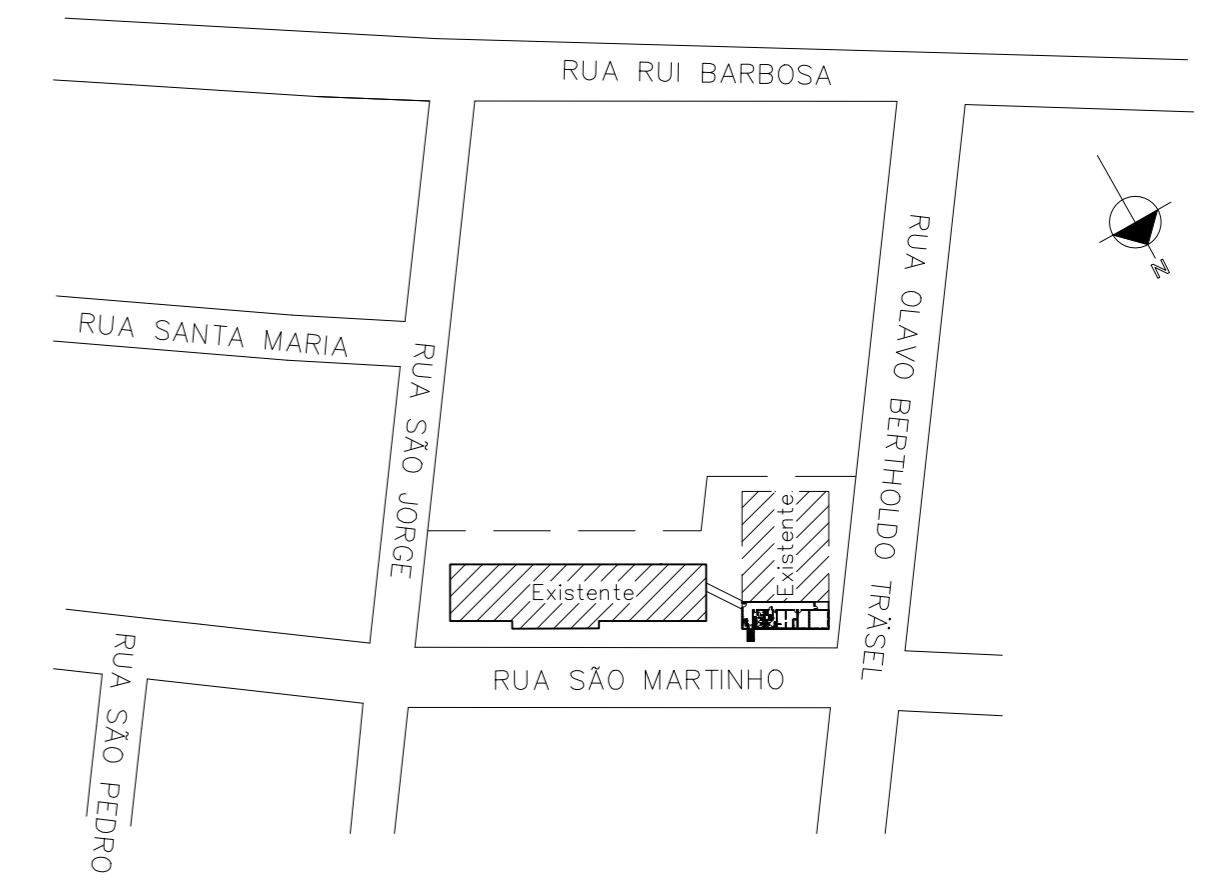 RUA RUI BARBOSA
RUA OLAVO BERTHOLDO TRÄSEL
N
RUA SANTA MARIA
RUA SÃO JORGE
Existente
Existente
RUA SÃO MARTINHO
RUA SÃO PEDRO